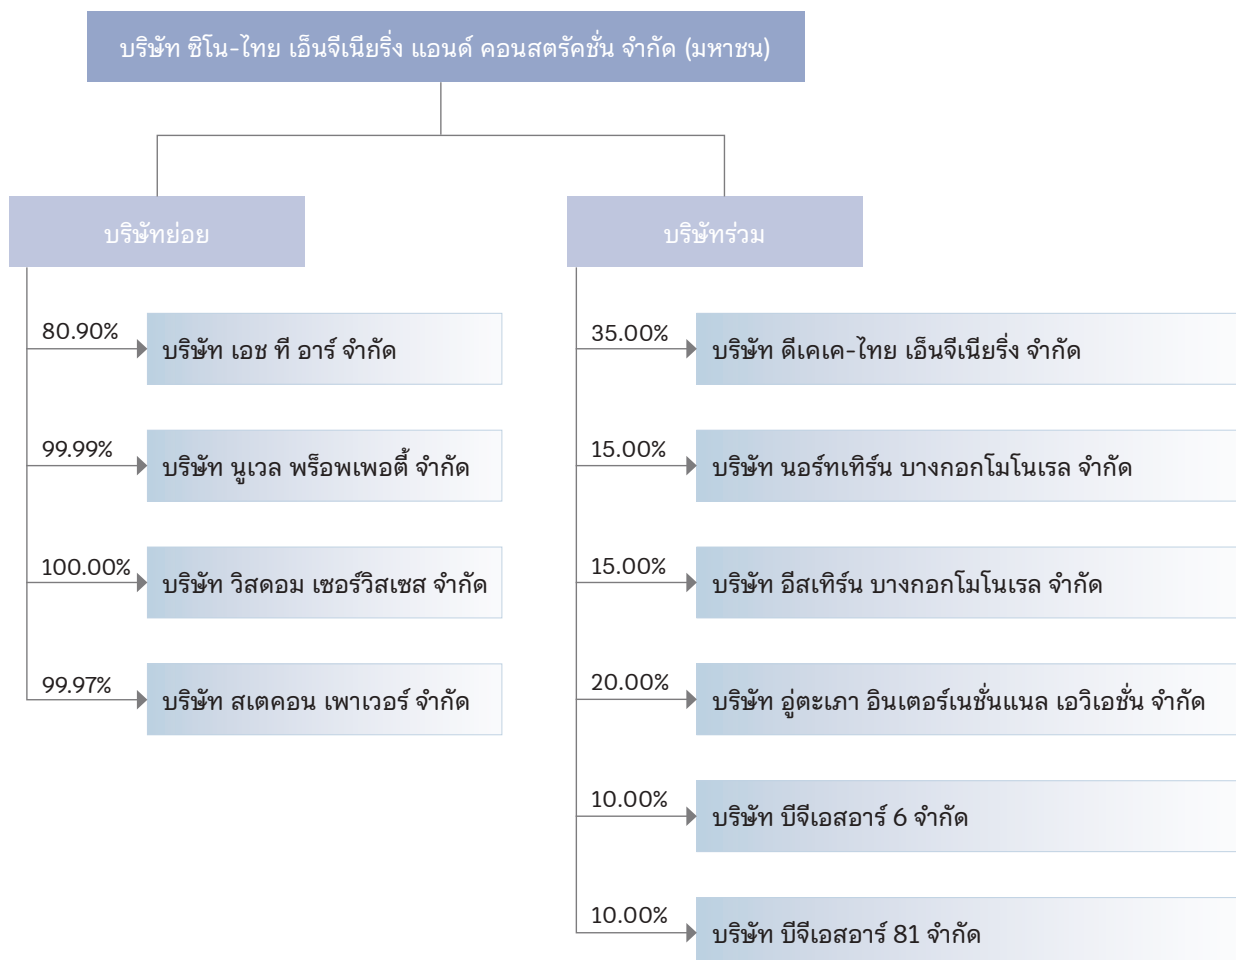 บริษัท ซิโน-ไทย เอ็นจีเนียริ่ง แอนด์ คอนสตรัคชั่น จำกัด (มหาชน)
บริษัทย่อย
80.90%
บริษัท เอช ที อาร์ จำกัด
99.99%
บริษัท นูเวล พร็อพเพอตี้ จำกัด
100.00%
บริษัท วิสดอม เซอร์วิสเซส จำกัด
99.97%
บริษัท สเตคอน เพาเวอร์ จำกัด
บริษัทร่วม
35.00%
บริษัท ดีเคเค-ไทย เอ็นจีเนียริ่ง จำกัด
15.00%
บริษัท นอร์ทเทิร์น บางกอกโมโนเรล จำกัด
15.00%
บริษัท อีสเทิร์น บางกอกโมโนเรล จำกัด
20.00%
บริษัท อู่ตะเภา อินเตอร์เนชั่นแนล เอวิเอชั่น จำกัด
10.00%
บริษัท บีจีเอสอาร์ 6 จำกัด
10.00%
บริษัท บีจีเอสอาร์ 81 จำกัด